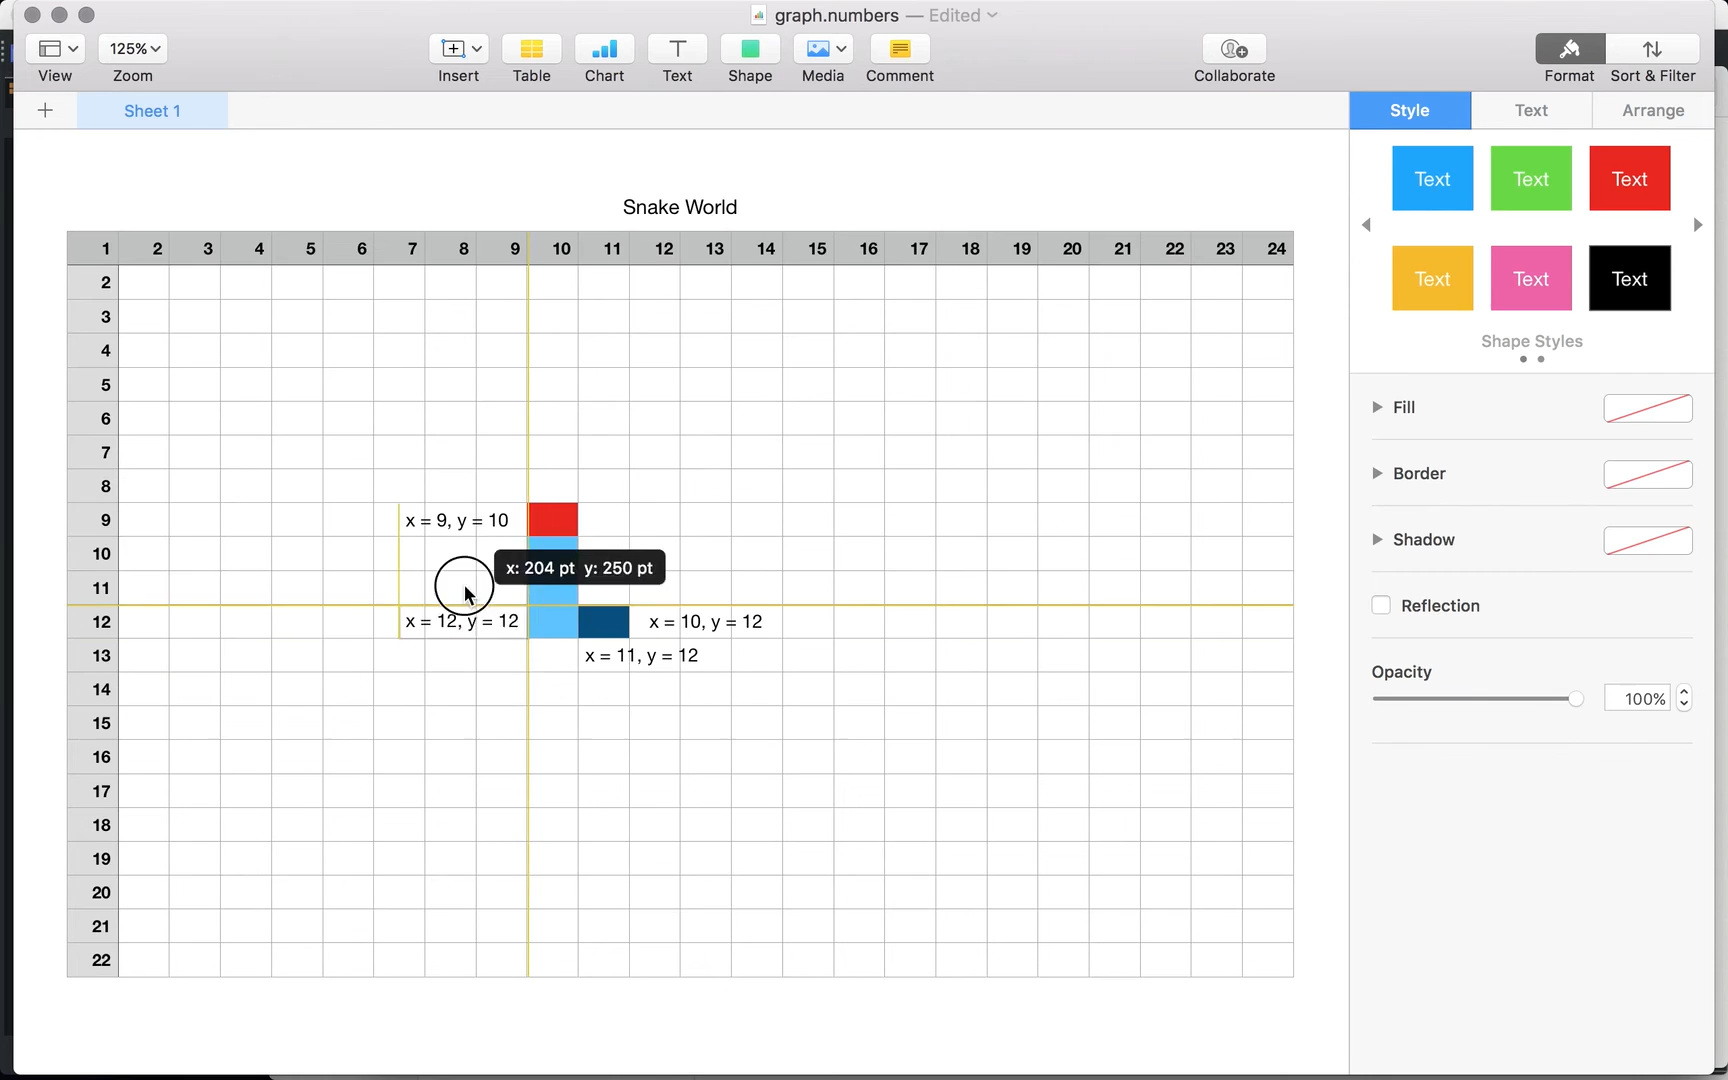 graph.numbers — Edited
125%
View
Zoom
Insert
Table
Chart
Text
Shape
Media
Comment
Collaborate
Format
Sort & Filter
Sheet 1
Style
Text
Arrange
Snake World
1 2 3 4 5 6 7 8 9 10 11 12 13 14 15 16 17 18 19 20 21 22 23 24
2
3
4
5
6
7
8
9
10
11
12
13
14
15
16
17
18
19
20
21
22
x = 9, y = 10
x: 204 pt y: 250 pt
x = 12, y = 12
x = 10, y = 12
x = 11, y = 12
Text Text Text
Text Text Text
Shape Styles
Fill
Border
Shadow
Reflection
Opacity
100%